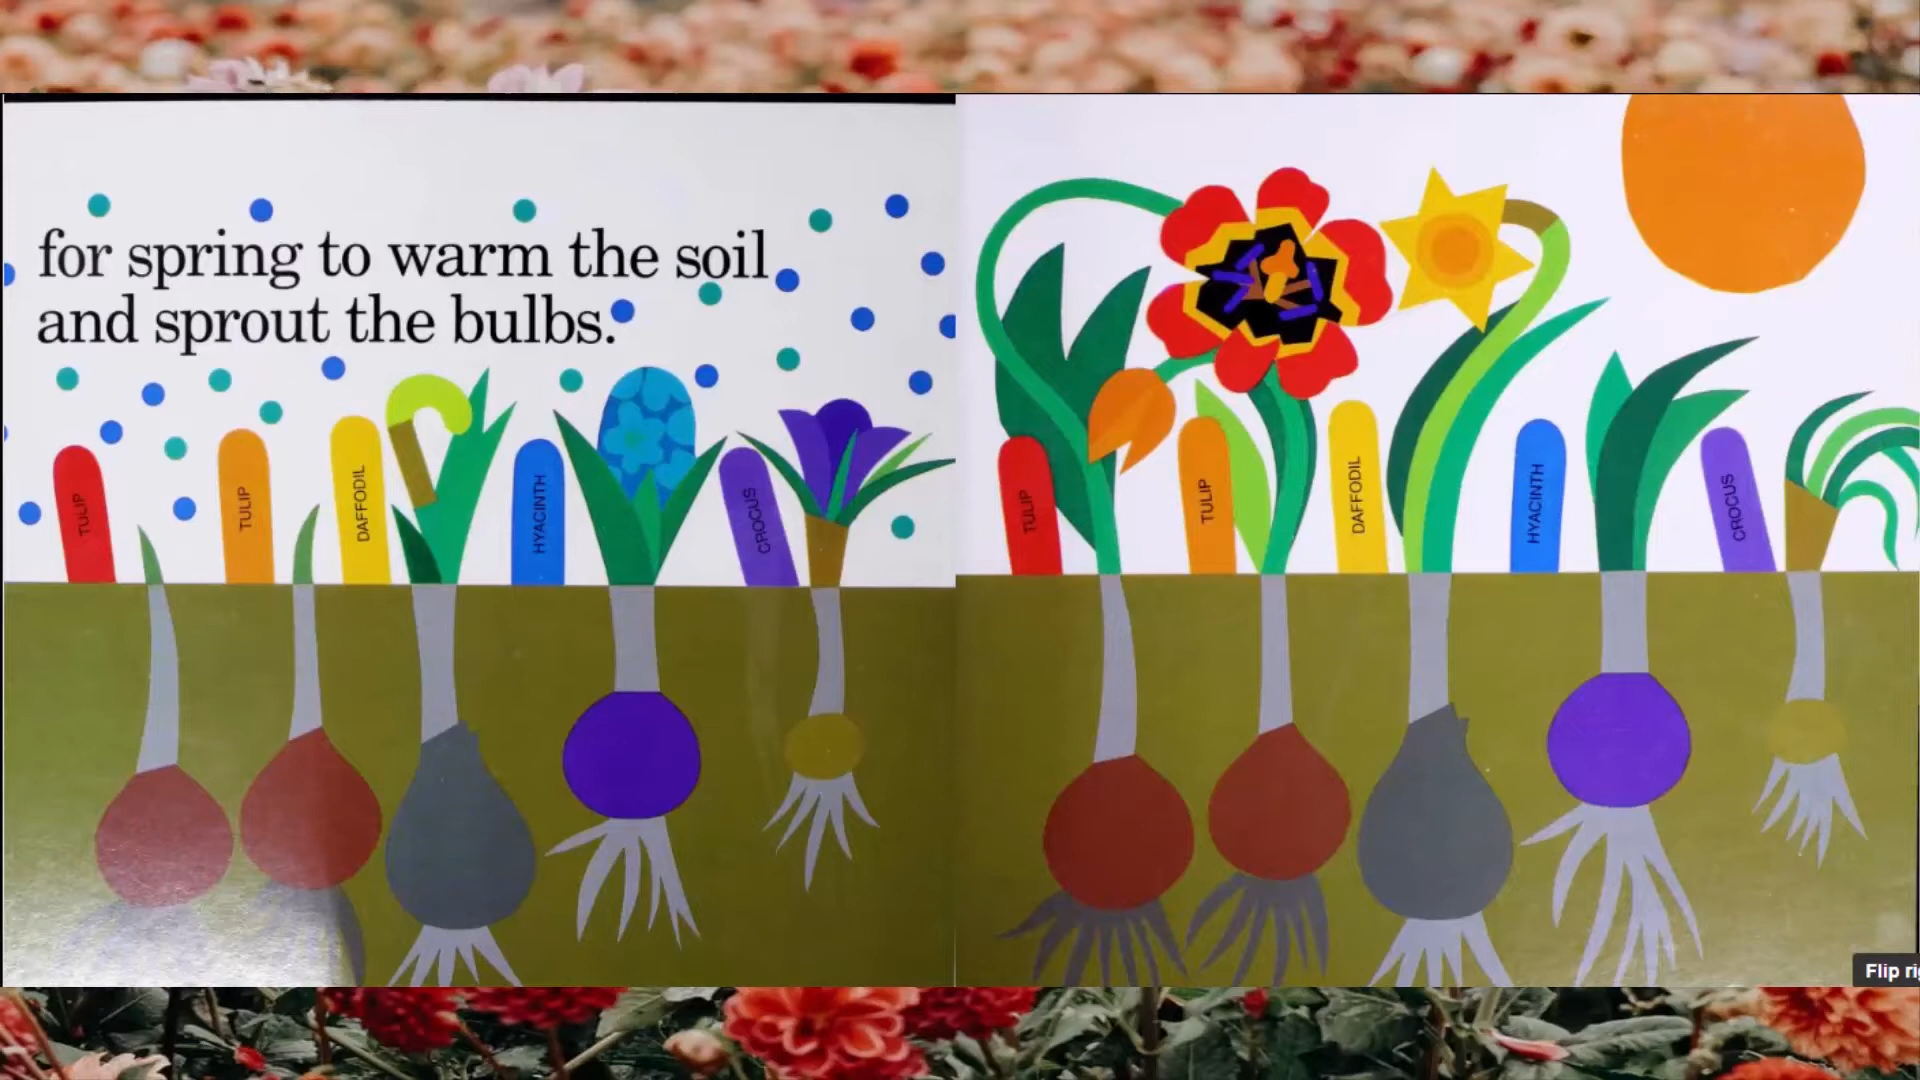 for spring to warm the soil
and sprout the bulbs.
TULIP
TULIP
DAFFODIL
HYACINTH
CROCUS
TULIP
TULIP
DAFFODIL
HYACINTH
CROCUS
Flip ri